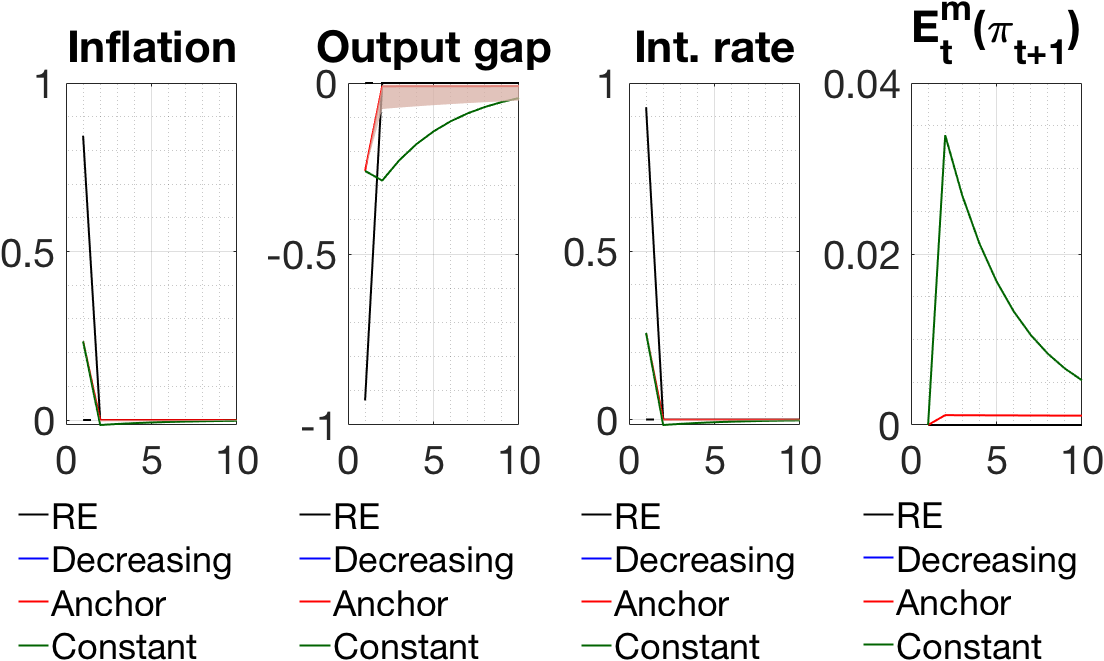 Inflation
1
0.5
0
0 5 10
RE
Decreasing
Anchor
Constant
Output gap
0
-0.5
-1
0 5 10
RE
Decreasing
Anchor
Constant
Int. rate
1
0.5
0
0 5 10
RE
Decreasing
Anchor
Constant
E_t^m(π_{t+1})
0.04
0.02
0
0 5 10
RE
Decreasing
Anchor
Constant